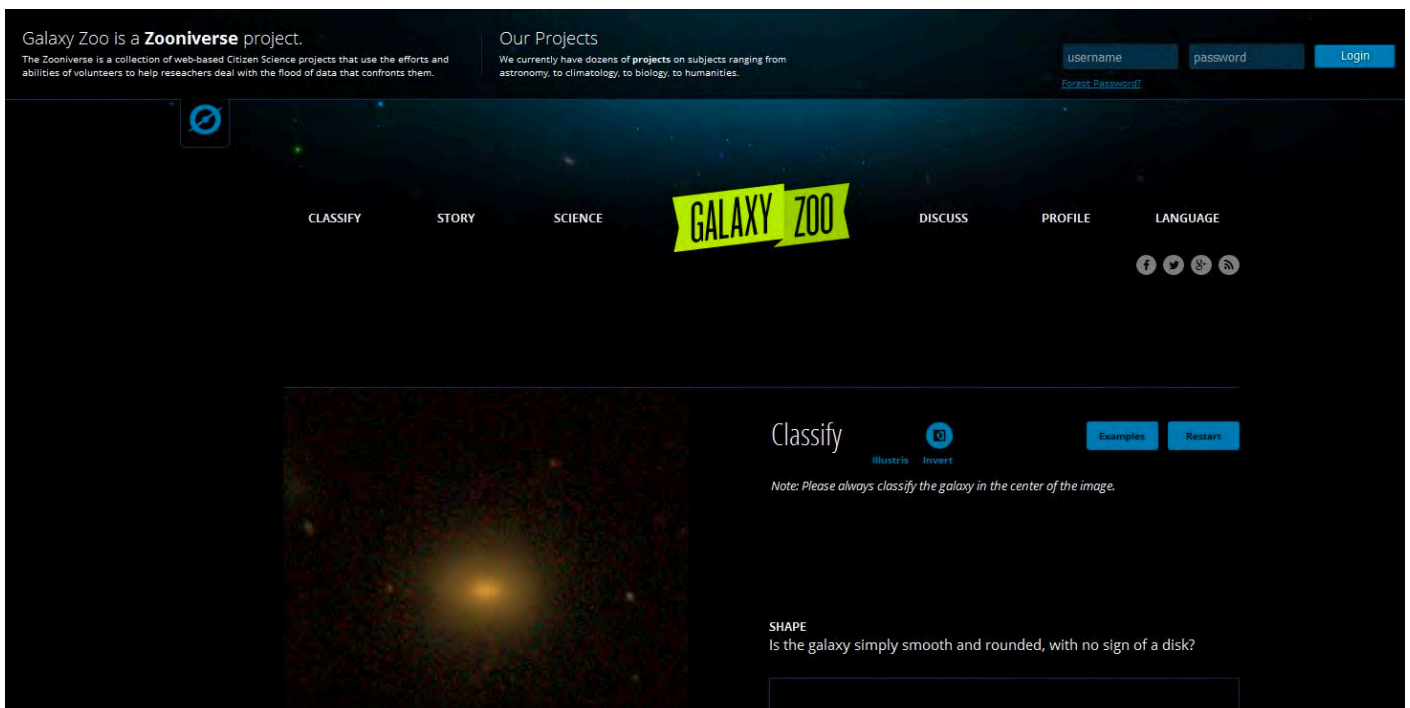 Galaxy Zoo is a Zooniverse project.
The Zooniverse is a collection of web-based Citizen Science projects that use the efforts and
abilities of volunteers to help reseachers deal with the flood of data that confronts them.
Our Projects
We currently have dozens of projects on subjects ranging from
astronomy, to climatology, to biology, to humanities.
username password Login
Forgot Password?
CLASSIFY STORY SCIENCE GALAXY ZOO DISCUSS PROFILE LANGUAGE
Classify Examples Restart
Illustris Invert
Note: Please always classify the galaxy in the center of the image.
SHAPE
Is the galaxy simply smooth and rounded, with no sign of a disk?